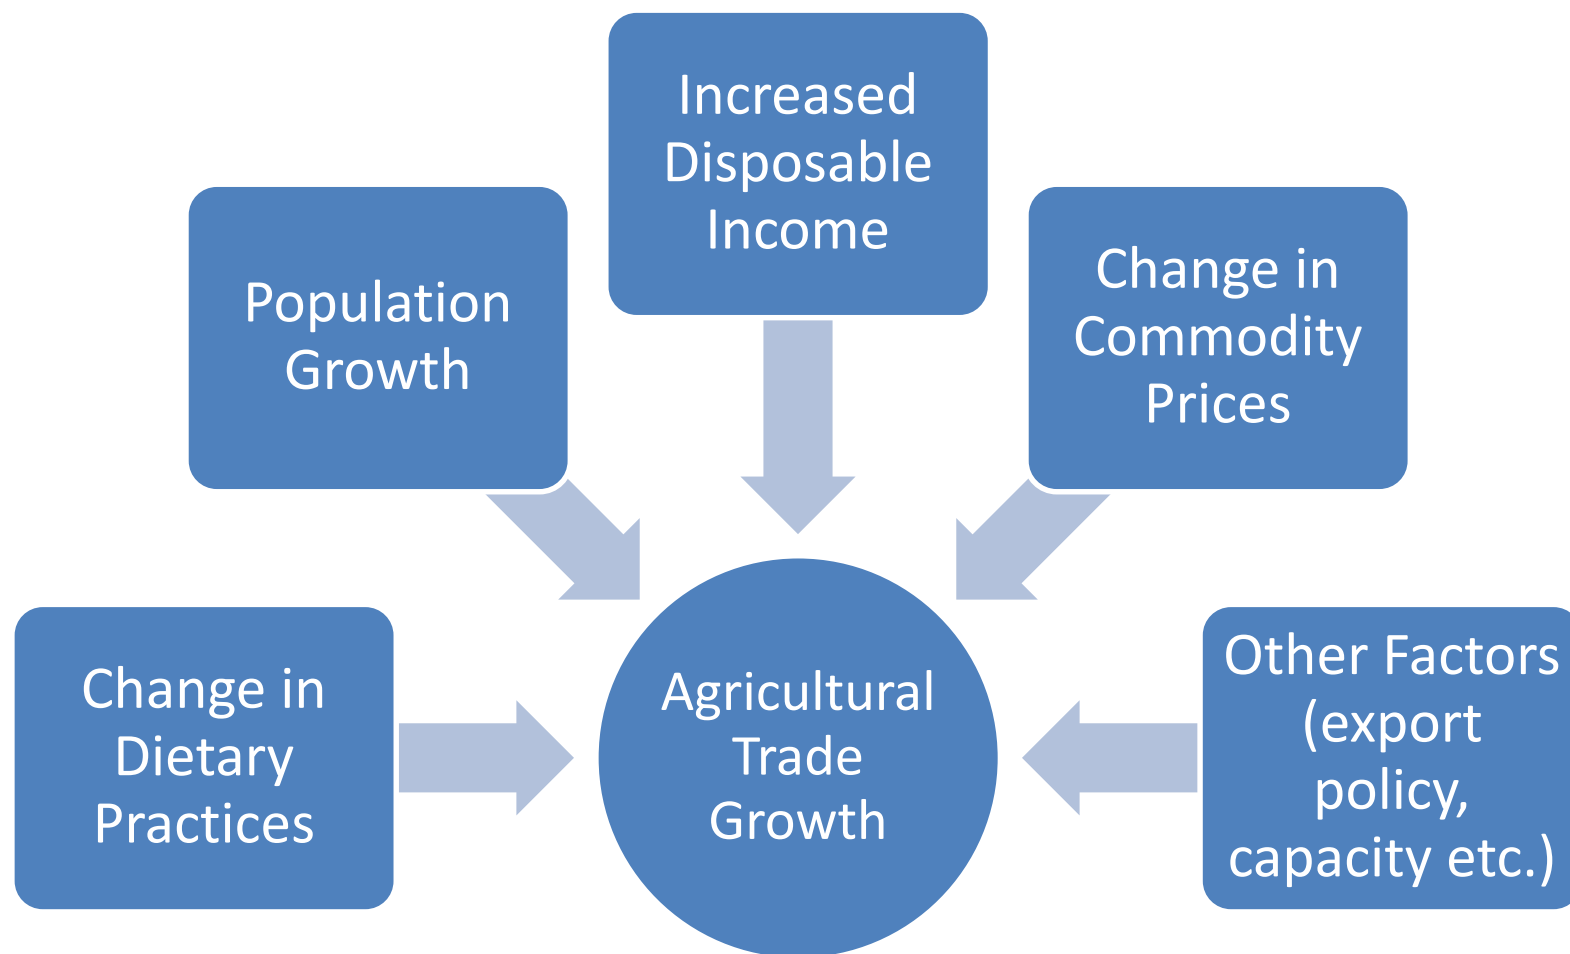 Increased
Disposable
Income
Population
Growth
Change in
Commodity
Prices
Change in
Dietary
Practices
Agricultural
Trade
Growth
Other Factors
(export
policy,
capacity etc.)